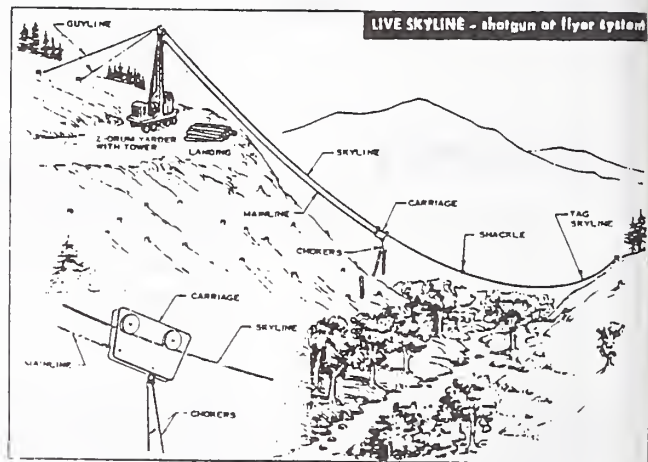 LIVE SKYLINE - shotgun or flyer system
GUYLINE
2-DRUM YARDER
WITH TOWER
LANDING
SKYLINE
MAINLINE
CARRIAGE
CHOKERS
SHACKLE
TAG
SKYLINE
CARRIAGE
SKYLINE
MAINLINE
CHOKERS